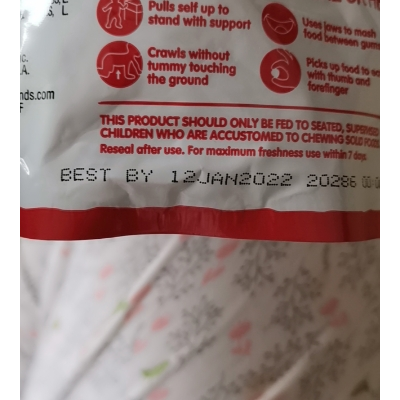 L
L
Pulls self up to
stand with support
Uses jaws to mash
food between gums
Crawls without
tummy touching
the ground
Picks up food to
with thumb and
forefinger
nds.com
THIS PRODUCT SHOULD ONLY BE FED TO SEATED,
CHILDREN WHO ARE ACCUSTOMED TO CHEWING SOLID
Reseal after use. For maximum freshness use within 7 days
BEST BY 12JAN2022 20286